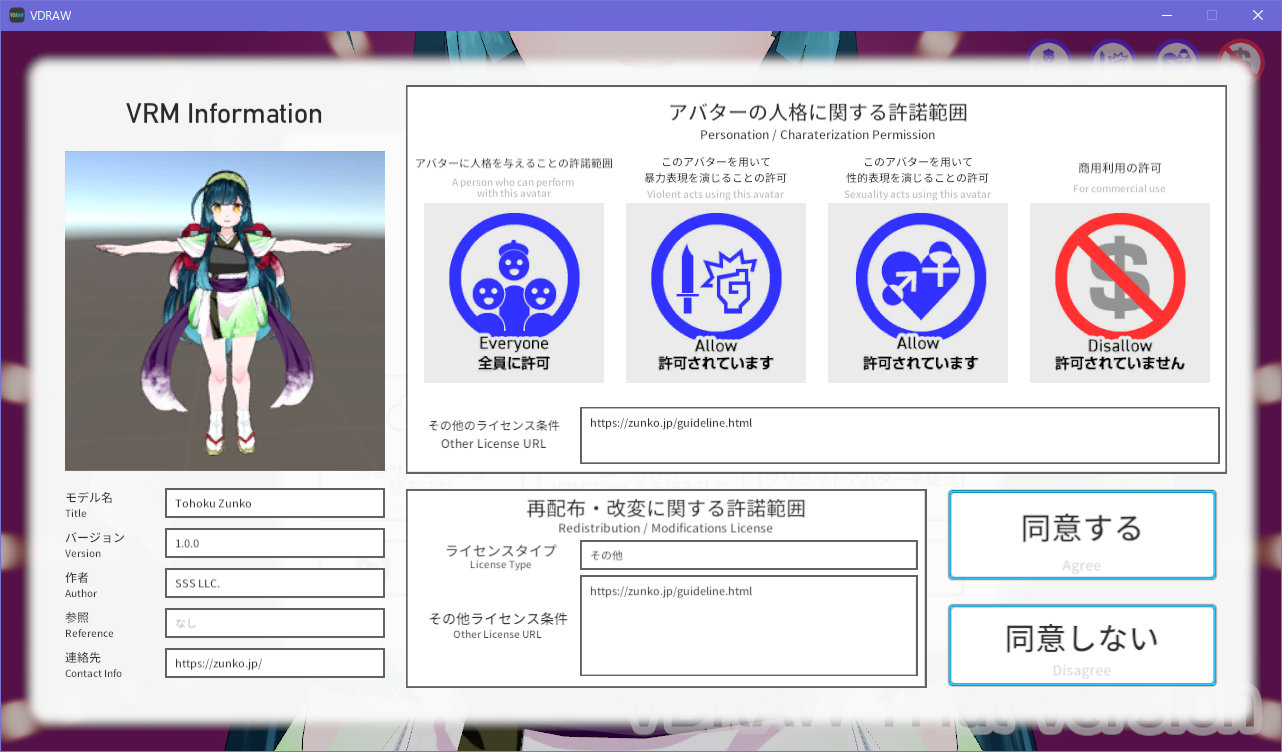 VDRAW
VRM Information
モデル名
Title
Tohoku Zunko
バージョン
Version
1.0.0
作者
Author
SSS LLC.
参照
Reference
なし
連絡先
Contact Info
https://zunko.jp/
アバターの人格に関する許諾範囲
Personation / Charaterization Permission
アバターに人格を与えることの許諾範囲
A person who can perform
with this avatar
Everyone
全員に許可
このアバターを用いて
暴力表現を演じることの許可
Violent acts using this avatar
Allow
許可されています
このアバターを用いて
性的表現を演じることの許可
Sexuality acts using this avatar
Allow
許可されています
商用利用の許可
For commercial use
Disallow
許可されていません
その他のライセンス条件
Other License URL
https://zunko.jp/guideline.html
再配布・改変に関する許諾範囲
Redistribution / Modifications License
ライセンスタイプ
License Type
その他
その他ライセンス条件
Other License URL
https://zunko.jp/guideline.html
同意する
Agree
同意しない
Disagree
VDRAW Trial version